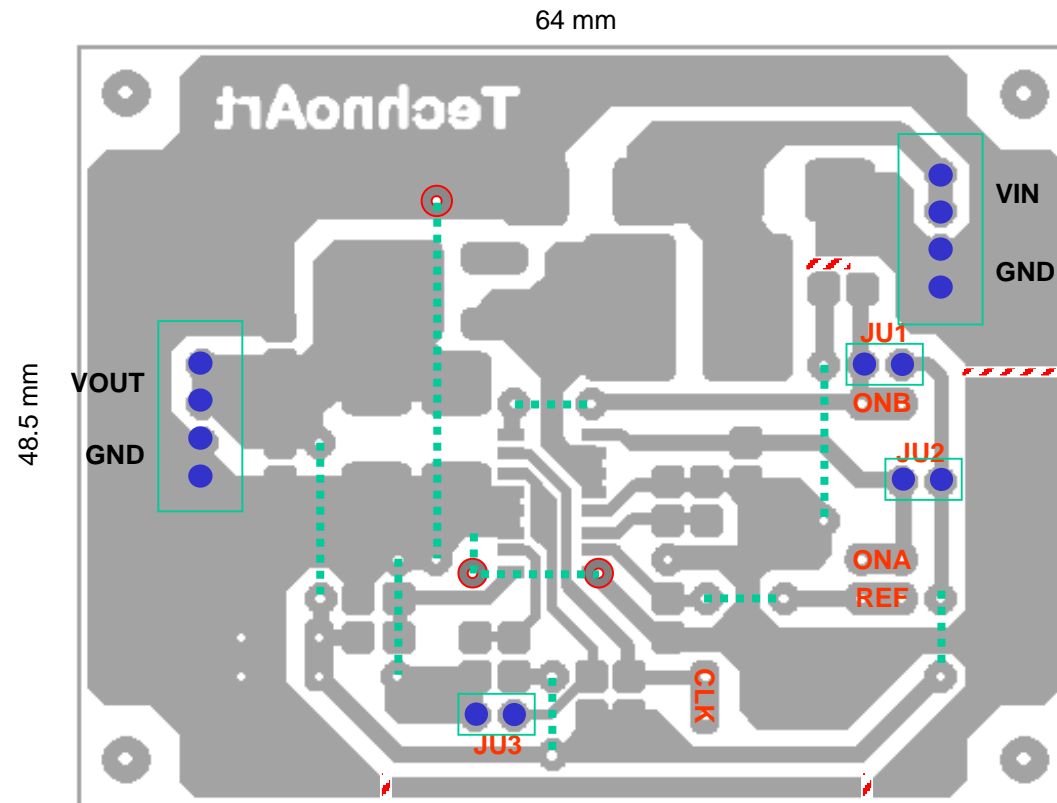 64 mm
TechnoArt
VIN
GND
JU1
48.5 mm
VOUT
ONB
GND
JU2
ONA
REF
CLK
JU3